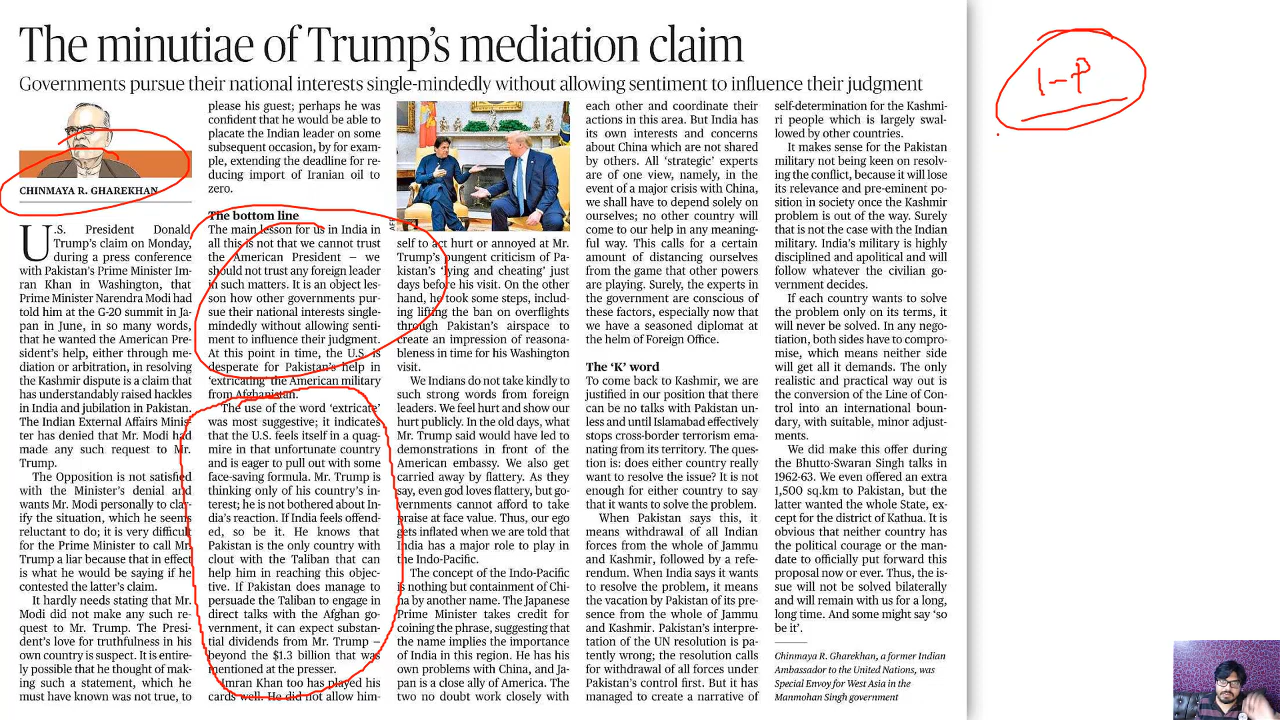 The minutiae of Trump's mediation claim
Governments pursue their national interests single-mindedly without allowing sentiment to influence their judgment
CHINMAYA R. GHAREKHAN
U.S. President Donald
Trump's claim on Monday,
during a press conference
with Pakistan's Prime Minister Im-
ran Khan in Washington, that
Prime Minister Narendra Modi had
told him at the G-20 summit in Ja-
pan in June, in so many words,
that he wanted the American Pre-
sident's help, either through me-
diation or arbitration, in resolving
the Kashmir dispute is a claim that
has understandably raised hackles
in India and jubilation in Pakistan.
The Indian External Affairs Minis-
ter has denied that Mr. Modi had
made any such request to Mr.
Trump.
The Opposition is not satisfied
with the Minister's denial and
wants Mr. Modi personally to clar-
ify the situation, which he seems
reluctant to do; it is very difficult
for the Prime Minister to call Mr.
Trump a liar because that in effect
is what he would be saying if he
contested the latter's claim.
It hardly needs stating that Mr.
Modi did not make any such re-
quest to Mr. Trump. The Presi-
dent's love for truthfulness in his
own country is suspect. It is entire-
ly possible that he thought of mak-
ing such a statement, which he
must have known was not true, to
please his guest; perhaps he was
confident that he would be able to
placate the Indian leader on some
subsequent occasion, by for exam-
ple, extending the deadline for re-
ducing import of Iranian oil to
zero.
The bottom line
The main lesson for us in India in
all this is not that we cannot trust
the American President – we
should not trust any foreign leader
in such matters. It is an object les-
son how other governments pur-
sue their national interests single-
mindedly without allowing senti-
ment to influence their judgment.
At this point in time, the U.S. is
desperate for Pakistan's help in
'extricating' the American military
from Afghanistan.
The use of the word 'extricate'
was most suggestive; it indicates
that the U.S. feels itself in a quag-
mire in that unfortunate country
and is eager to pull out with some
face-saving formula. Mr. Trump is
thinking only of his country's in-
terest; he is not bothered about In-
dia's reaction. If India feels offend-
ed, so be it. He knows that
Pakistan is the only country with
clout with the Taliban that can
help him in reaching this objec-
tive. If Pakistan does manage to
persuade the Taliban to engage in
direct talks with the Afghan go-
vernment, it can expect substan-
tial dividends from Mr. Trump –
beyond the $1.3 billion that was
mentioned at the presser.
Imran Khan too has played his
cards well. He did not allow him-
self to act hurt or annoyed at Mr.
Trump's pungent criticism of Pa-
kistan's 'lying and cheating' just
days before his visit. On the other
hand, he took some steps, includ-
ing lifting the ban on overflights
through Pakistan's airspace to
create an impression of reasona-
bleness in time for his Washington
visit.
We Indians do not take kindly to
such strong words from foreign
leaders. We feel hurt and show our
hurt publicly. In the old days, what
Mr. Trump said would have led to
demonstrations in front of the
American embassy. We also get
carried away by flattery. As they
say, even god loves flattery, but go-
vernments cannot afford to take
praise at face value. Thus, our ego
gets inflated when we are told that
India has a major role to play in
the Indo-Pacific.
The concept of the Indo-Pacific
is nothing but containment of Chi-
na by another name. The Japanese
Prime Minister takes credit for
coining the phrase, suggesting that
the name implies the importance
of India in this region. He has his
own problems with China, and Ja-
pan is a close ally of America. The
two no doubt work closely with
each other and coordinate their
actions in this area. But India has
its own interests and concerns
about China which are not shared
by others. All 'strategic' experts
are of one view, namely, in the
event of a major crisis with China,
we shall have to depend solely on
ourselves; no other country will
come to our help in any meaning-
ful way. This calls for a certain
amount of distancing ourselves
from the game that other powers
are playing. Surely, the experts in
the government are conscious of
these factors, especially now that
we have a seasoned diplomat at
the helm of Foreign Office.
The 'K' word
To come back to Kashmir, we are
justified in our position that there
can be no talks with Pakistan un-
less and until Islamabad effectively
stops cross-border terrorism ema-
nating from its territory. The ques-
tion is: does either country really
want to resolve the issue? It is not
enough for either country to say
that it wants to solve the problem.
When Pakistan says this, it
means withdrawal of all Indian
forces from the whole of Jammu
and Kashmir, followed by a refe-
rendum. When India says it wants
to resolve the problem, it means
the vacation by Pakistan of its pre-
sence from the whole of Jammu
and Kashmir. Pakistan's interpre-
tation of the UN resolution is pa-
tently wrong; the resolution calls
for withdrawal of all forces under
Pakistan's control first. But it has
managed to create a narrative of
self-determination for the Kashmi-
ri people which is largely swal-
lowed by other countries.
It makes sense for the Pakistan
military not being keen on resolv-
ing the conflict, because it will lose
its relevance and pre-eminent po-
sition in society once the Kashmir
problem is out of the way. Surely
that is not the case with the Indian
military. India's military is highly
disciplined and apolitical and will
follow whatever the civilian go-
vernment decides.
If each country wants to solve
the problem only on its terms, it
will never be solved. In any nego-
tiation, both sides have to compro-
mise, which means neither side
will get all it demands. The only
realistic and practical way out is
the conversion of the Line of Con-
trol into an international boun-
dary, with suitable, minor adjust-
ments.
We did make this offer during
the Bhutto-Swaran Singh talks in
1962-63. We even offered an extra
1,500 sq.km to Pakistan, but the
latter wanted the whole State, ex-
cept for the district of Kathua. It is
obvious that neither country has
the political courage or the man-
date to officially put forward this
proposal now or ever. Thus, the is-
sue will not be solved bilaterally
and will remain with us for a long,
long time. And some might say 'so
be it'.
Chinmaya R. Gharekhan, a former Indian
Ambassador to the United Nations, was
Special Envoy for West Asia in the
Manmohan Singh government
I-P